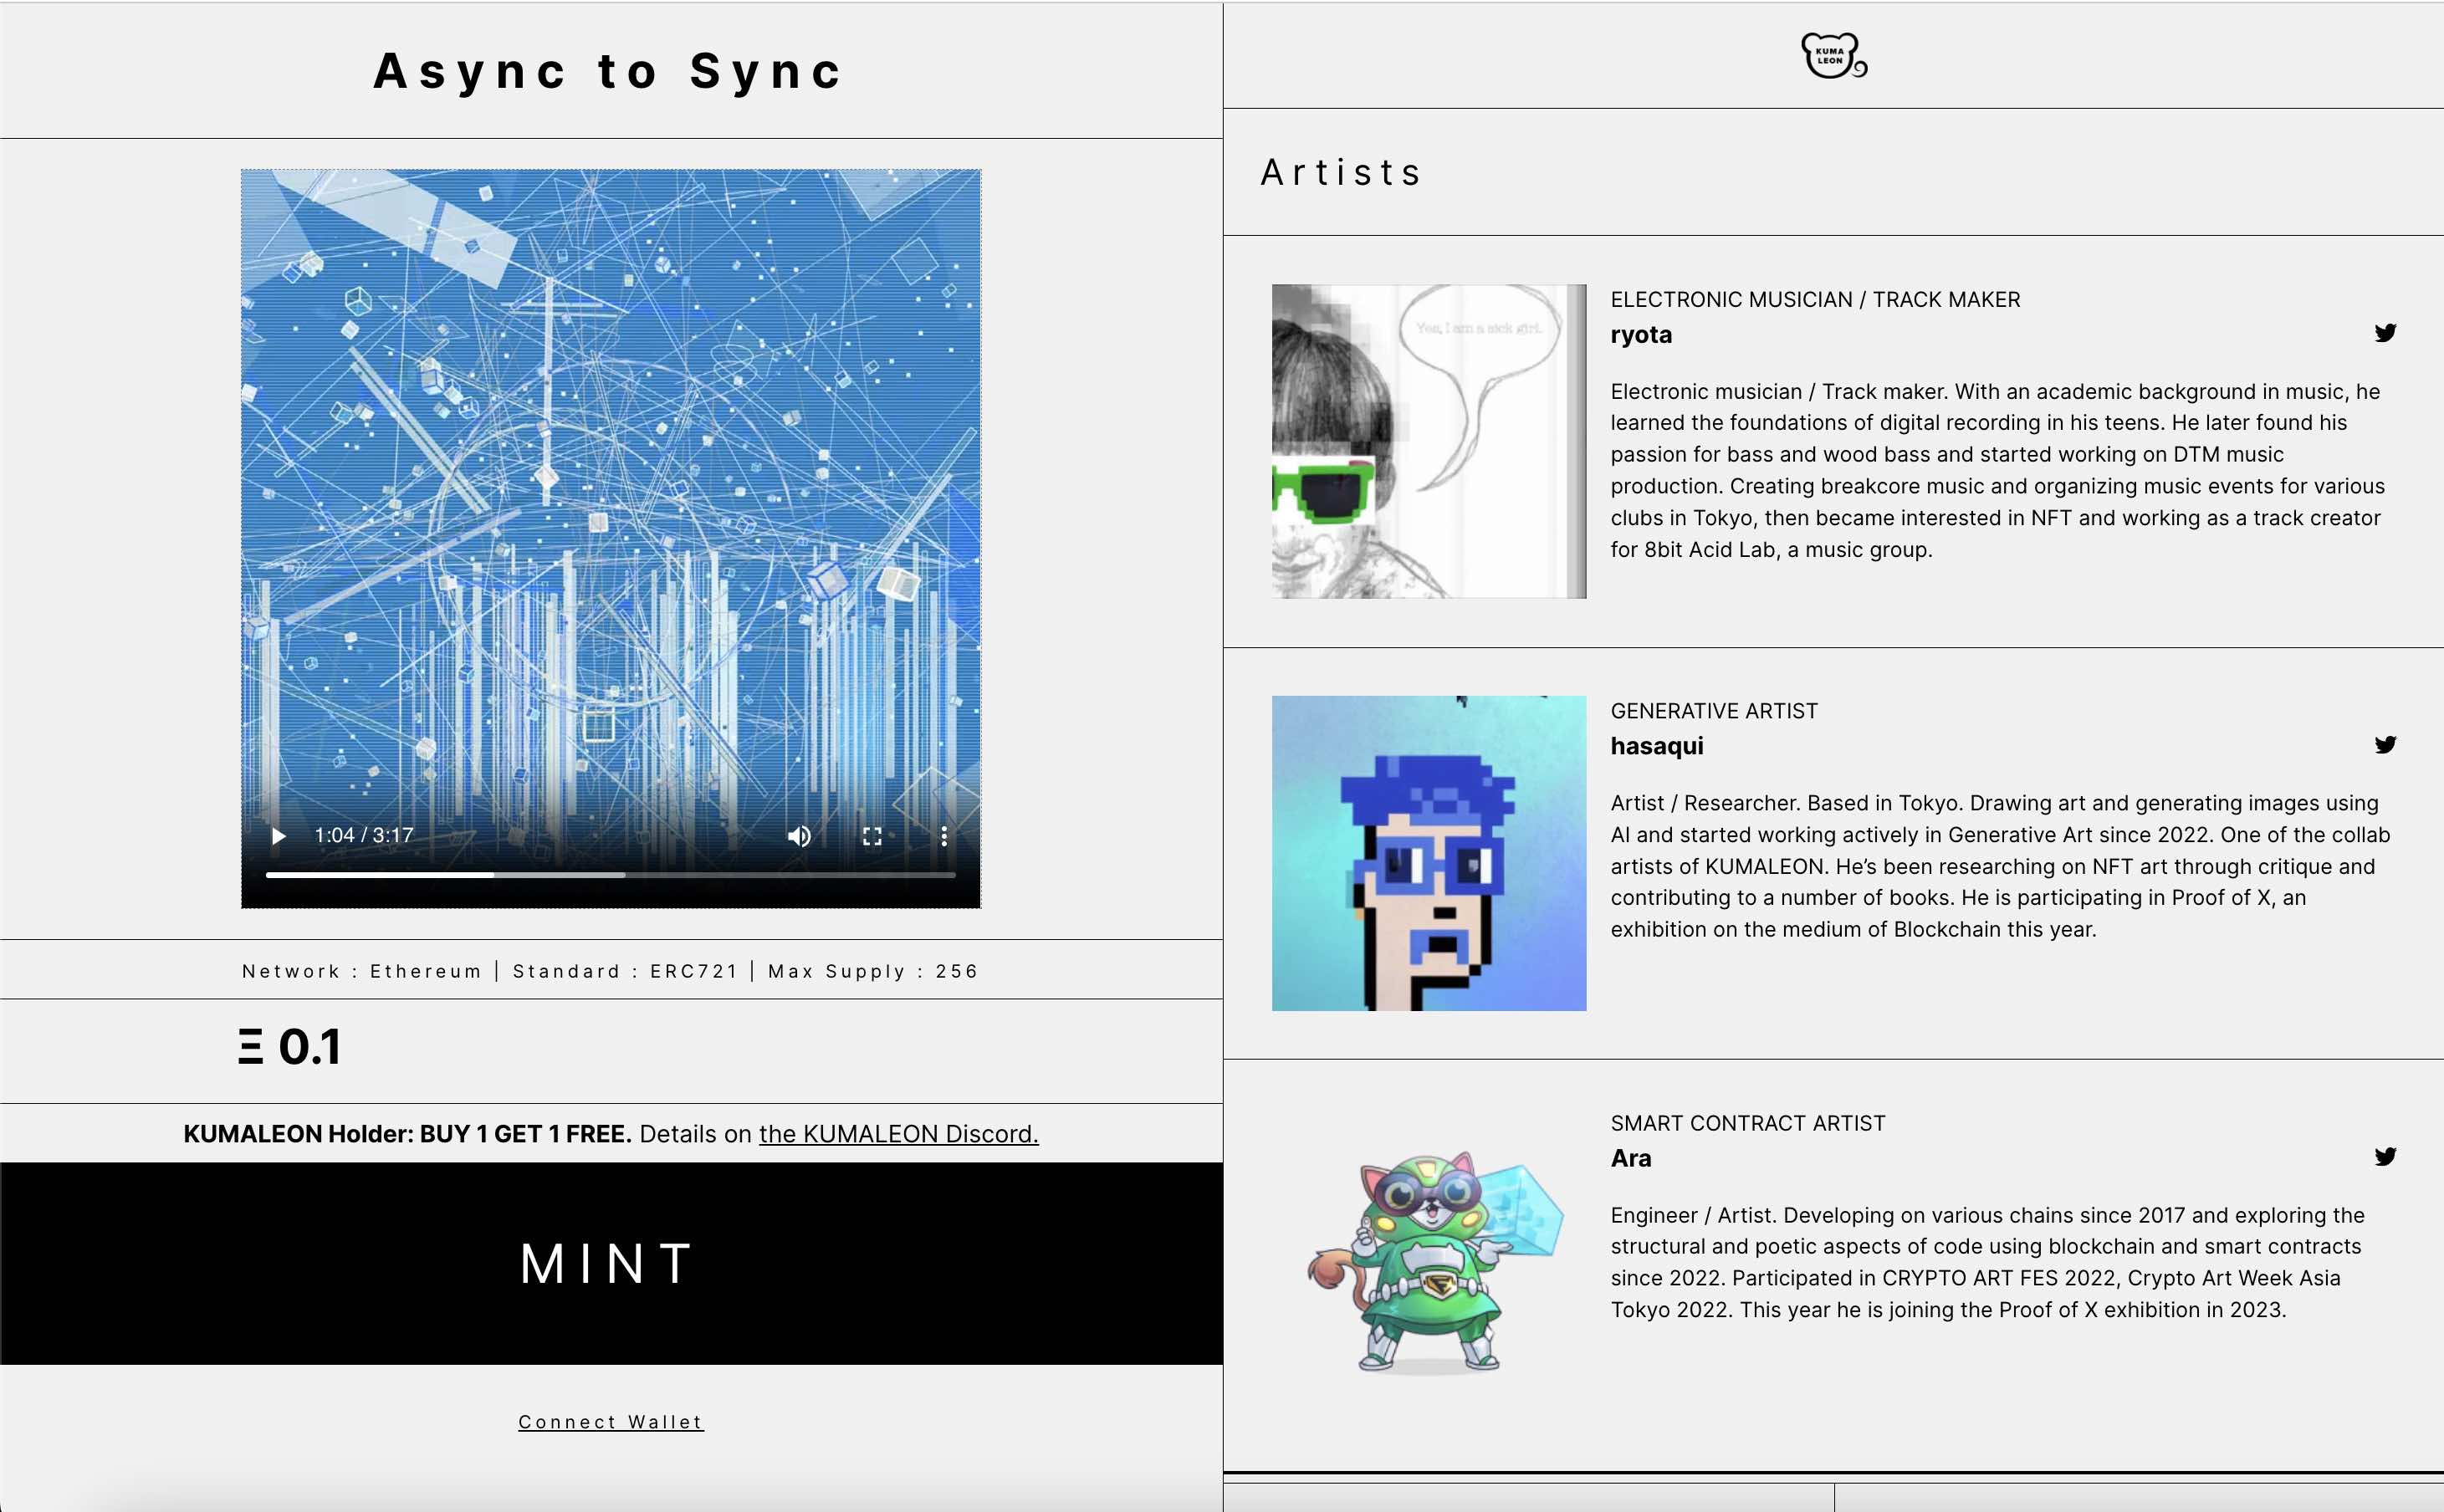 Async to Sync
1:04 / 3:17
Network : Ethereum | Standard : ERC721 | Max Supply : 256
Ξ 0.1
KUMALEON Holder: BUY 1 GET 1 FREE. Details on the KUMALEON Discord.
MINT
Connect Wallet
KUMA
LEON
Artists
Yes, I am a sick girl.
ELECTRONIC MUSICIAN / TRACK MAKER
ryota
Electronic musician / Track maker. With an academic background in music, he
learned the foundations of digital recording in his teens. He later found his
passion for bass and wood bass and started working on DTM music
production. Creating breakcore music and organizing music events for various
clubs in Tokyo, then became interested in NFT and working as a track creator
for 8bit Acid Lab, a music group.
GENERATIVE ARTIST
hasaqui
Artist / Researcher. Based in Tokyo. Drawing art and generating images using
AI and started working actively in Generative Art since 2022. One of the collab
artists of KUMALEON. He’s been researching on NFT art through critique and
contributing to a number of books. He is participating in Proof of X, an
exhibition on the medium of Blockchain this year.
SMART CONTRACT ARTIST
Ara
Engineer / Artist. Developing on various chains since 2017 and exploring the
structural and poetic aspects of code using blockchain and smart contracts
since 2022. Participated in CRYPTO ART FES 2022, Crypto Art Week Asia
Tokyo 2022. This year he is joining the Proof of X exhibition in 2023.